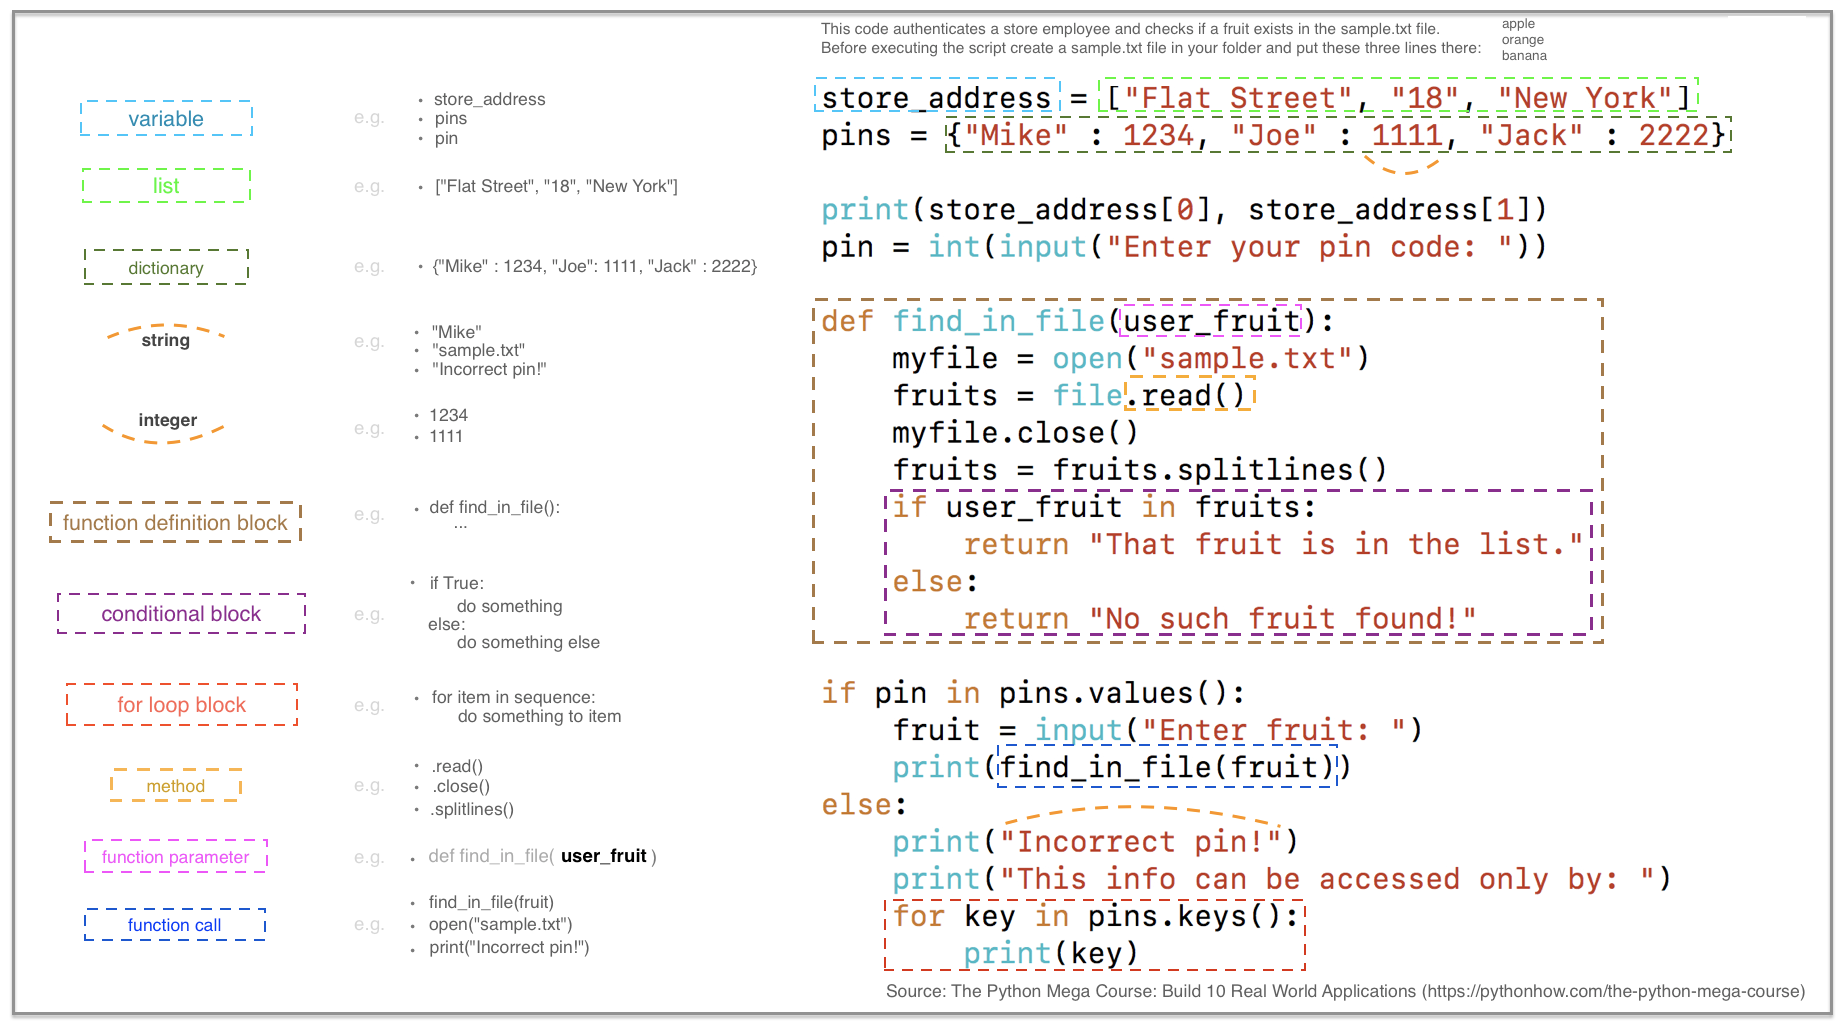 This code authenticates a store employee and checks if a fruit exists in the sample.txt file.
Before executing the script create a sample.txt file in your folder and put these three lines there:
apple
orange
banana
variable
e.g.
• store_address
• pins
• pin
list
e.g.
• ["Flat Street", "18", "New York"]
dictionary
e.g.
• {"Mike" : 1234, "Joe": 1111, "Jack" : 2222}
string
e.g.
• "Mike"
• "sample.txt"
• "Incorrect pin!"
integer
e.g.
• 1234
• 1111
function definition block
e.g.
• def find_in_file():
...
conditional block
e.g.
• if True:
do something
else:
do something else
for loop block
e.g.
• for item in sequence:
do something to item
method
e.g.
• .read()
• .close()
• .splitlines()
function parameter
e.g.
• def find_in_file( user_fruit )
function call
e.g.
• find_in_file(fruit)
• open("sample.txt")
• print("Incorrect pin!")
store_address = ["Flat Street", "18", "New York"]
pins = {"Mike" : 1234, "Joe" : 1111, "Jack" : 2222}
print(store_address[0], store_address[1])
pin = int(input("Enter your pin code: "))
def find_in_file(user_fruit):
    myfile = open("sample.txt")
    fruits = file.read()
    myfile.close()
    fruits = fruits.splitlines()
    if user_fruit in fruits:
        return "That fruit is in the list."
    else:
        return "No such fruit found!"
if pin in pins.values():
    fruit = input("Enter fruit: ")
    print(find_in_file(fruit))
else:
    print("Incorrect pin!")
    print("This info can be accessed only by: ")
    for key in pins.keys():
        print(key)
Source: The Python Mega Course: Build 10 Real World Applications (https://pythonhow.com/the-python-mega-course)